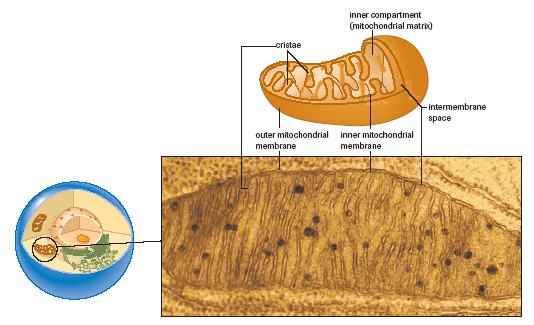 inner compartment
(mitochondrial matrix)
cristae
intermembrane
space
outer mitochondrial
membrane
inner mitochondrial
membrane